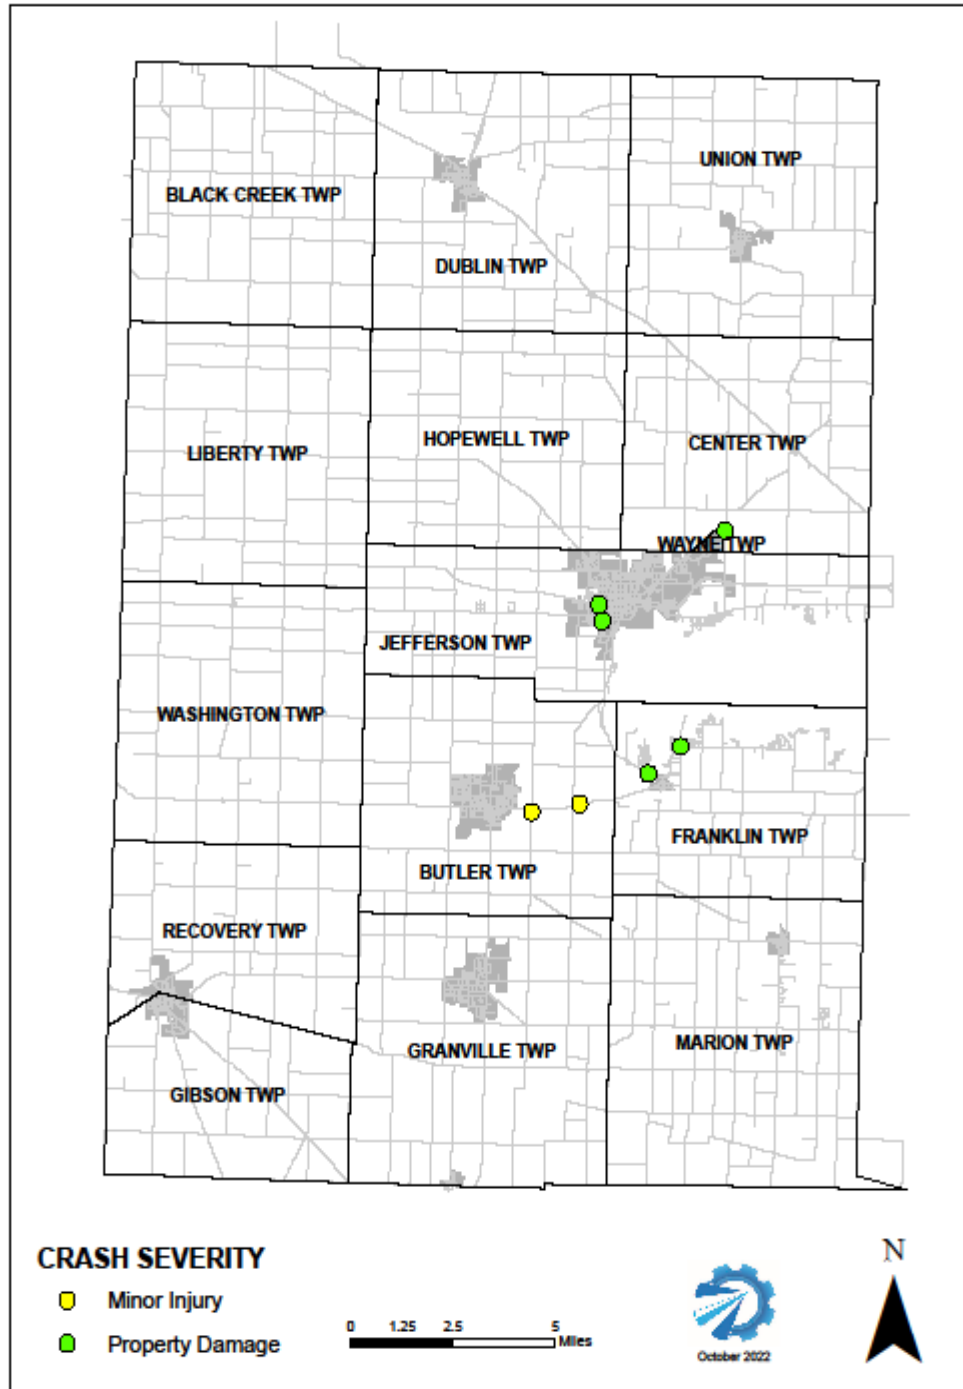 UNION TWP
BLACK CREEK TWP
DUBLIN TWP
HOPEWELL TWP
CENTER TWP
LIBERTY TWP
WAYNE TWP
JEFFERSON TWP
WASHINGTON TWP
FRANKLIN TWP
BUTLER TWP
RECOVERY TWP
MARION TWP
GRANVILLE TWP
GIBSON TWP
CRASH SEVERITY
Minor Injury
Property Damage
0 1.25 2.5 5
Miles
October 2022
N